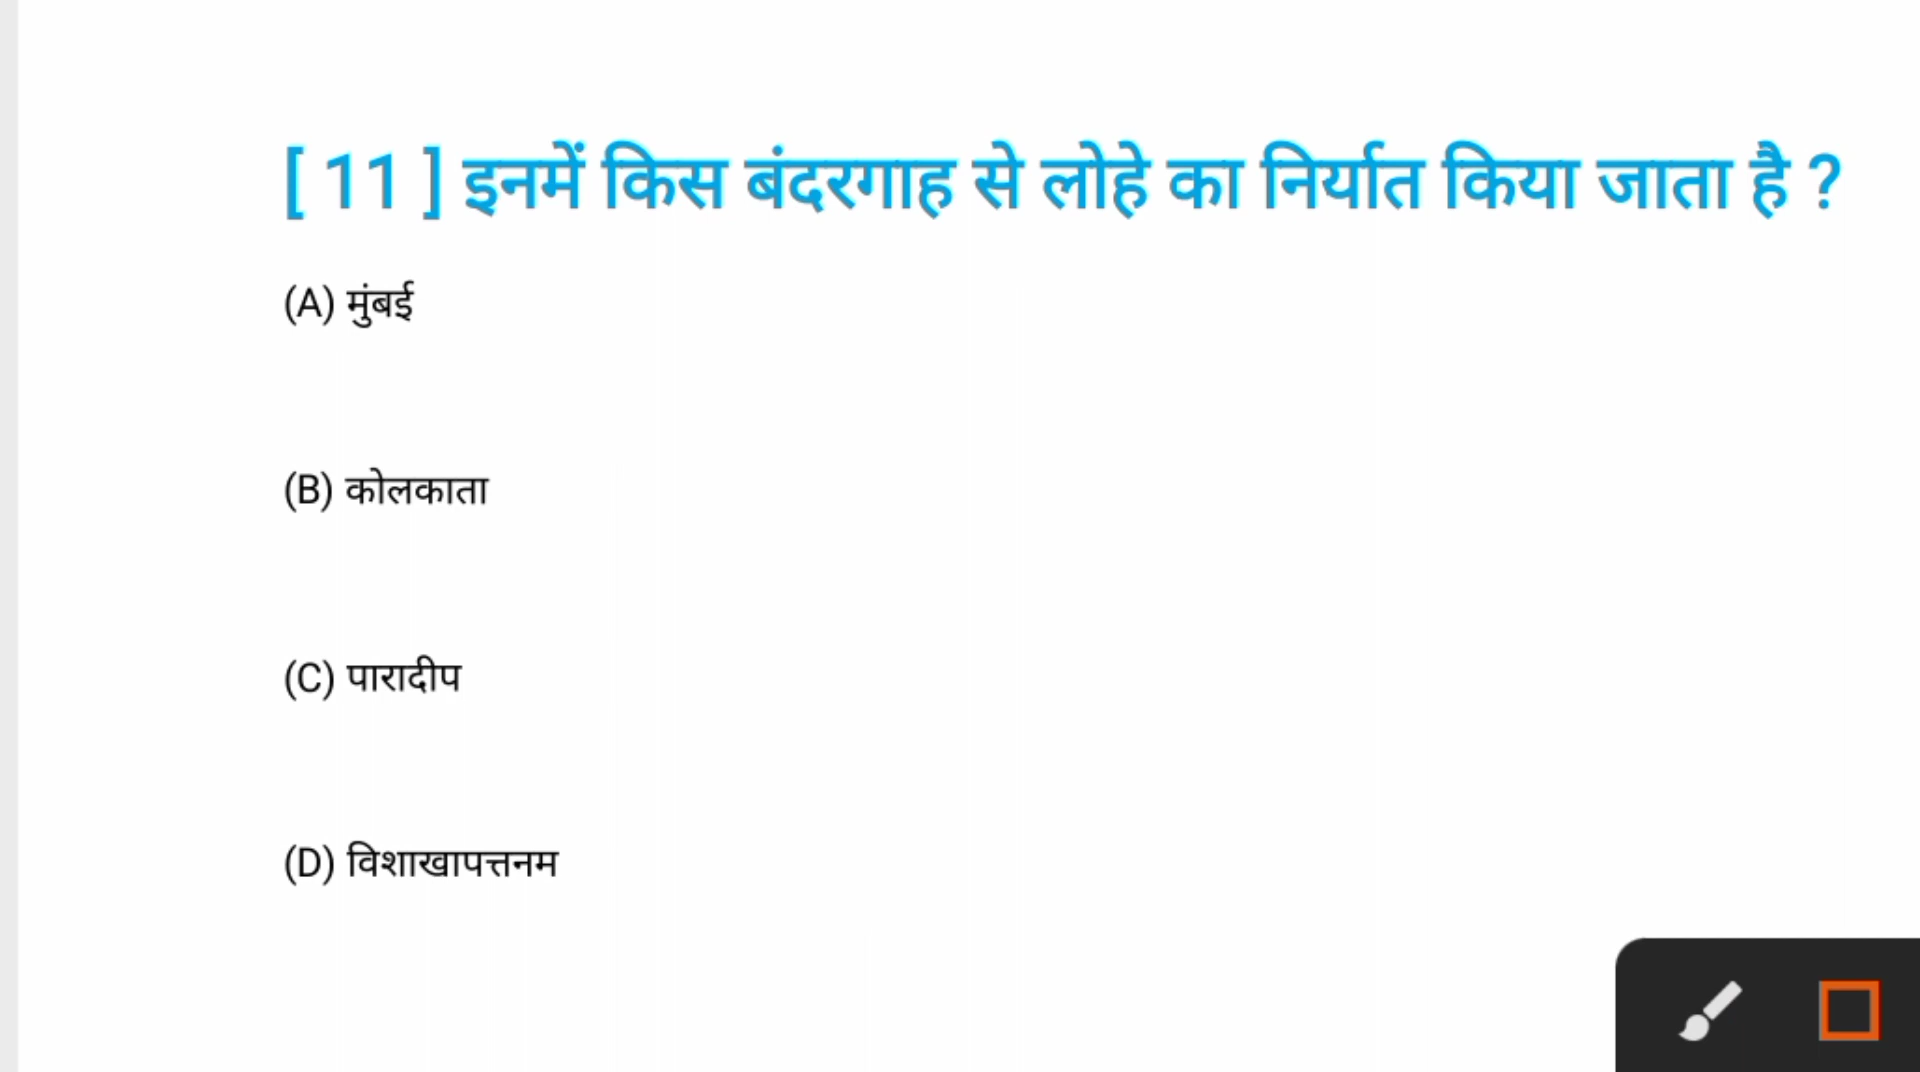 [ 11 ] इनमें किस बंदरगाह से लोहे का निर्यात किया जाता है ?
(A) मुंबई
(B) कोलकाता
(C) पारादीप
(D) विशाखापत्तनम